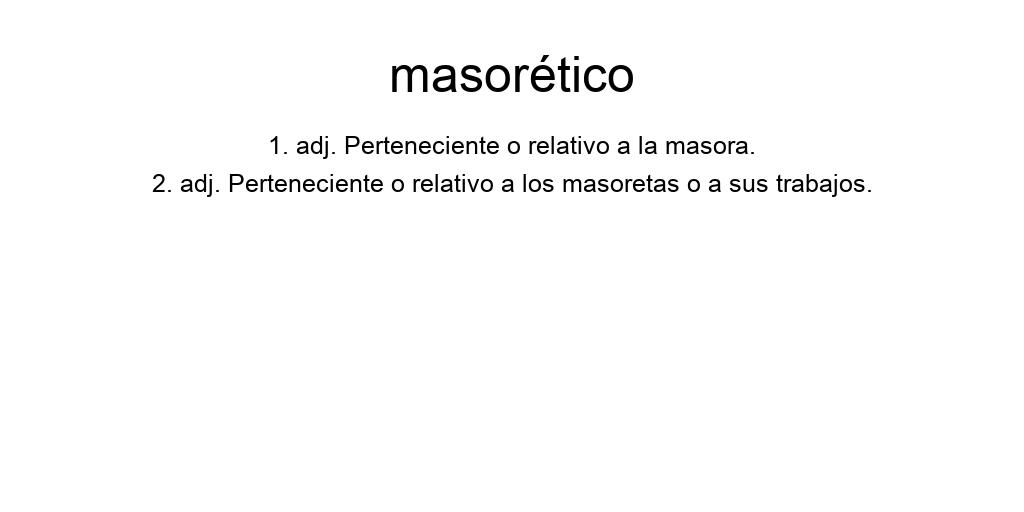 masorético
1. adj. Perteneciente o relativo a la masora.
2. adj. Perteneciente o relativo a los masoretas o a sus trabajos.